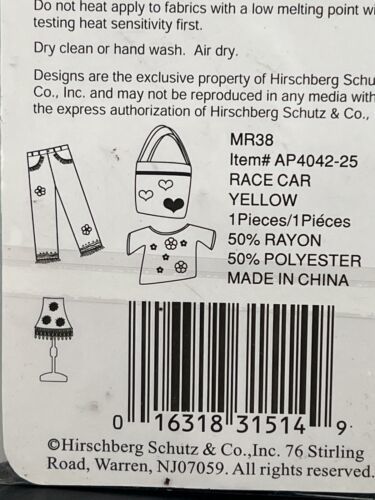 Do not heat apply to fabrics with a low melting point
testing heat sensitivity first.
Dry clean or hand wash. Air dry.
Designs are the exclusive property of Hirschberg Schu
Co., Inc. and may not be reproduced in any media with
the express authorization of Hirschberg Schutz & Co.,
MR38
Item# AP4042-25
RACE CAR
YELLOW
1Pieces/1Piéces
50% RAYON
50% POLYESTER
MADE IN CHINA
0 16318 31514 9
©Hirschberg Schutz & Co.,Inc. 76 Stirling
Road, Warren, NJ07059. All rights reserved.